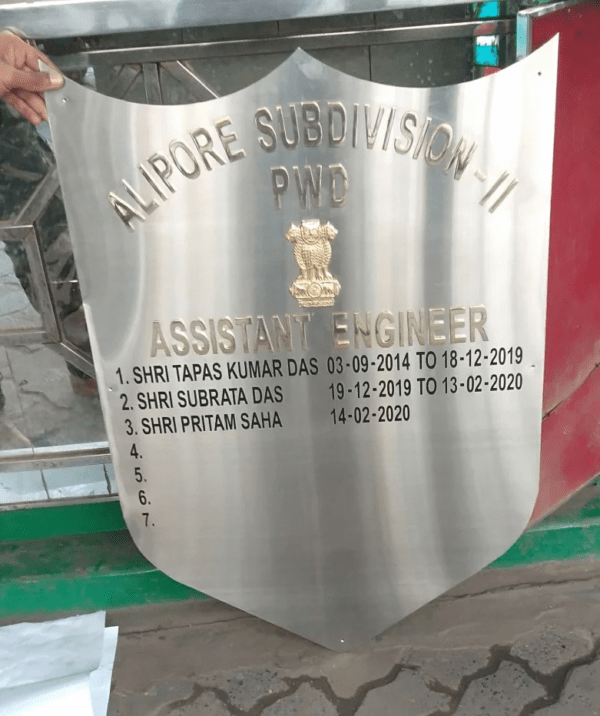 ALIPORE SUBDIVISION-II
PWD
ASSISTANT ENGINEER
1. SHRI TAPAS KUMAR DAS 03-09-2014 TO 18-12-2019
2. SHRI SUBRATA DAS 19-12-2019 TO 13-02-2020
3. SHRI PRITAM SAHA 14-02-2020
4.
5.
6.
7.